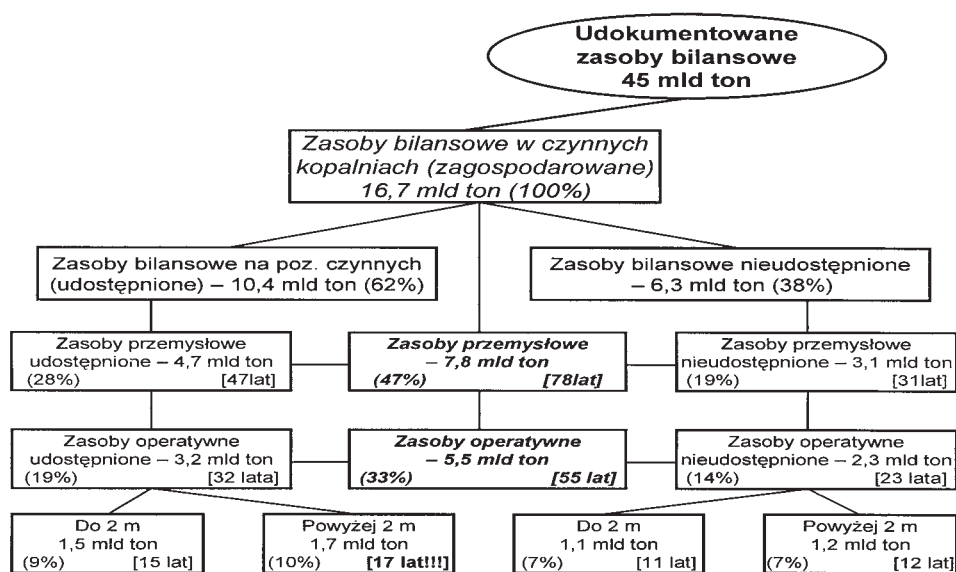 Udokumentowane
zasoby bilansowe
45 mld ton
Zasoby bilansowe w czynnych
kopalniach (zagospodarowane)
16,7 mld ton (100%)
Zasoby bilansowe na poz. czynnych
(udostępnione) – 10,4 mld ton (62%)
Zasoby bilansowe nieudostępnione
– 6,3 mld ton (38%)
Zasoby przemysłowe
udostępnione – 4,7 mld ton
(28%) [47lat]
Zasoby przemysłowe
– 7,8 mld ton
(47%) [78lat]
Zasoby przemysłowe
nieudostępnione – 3,1 mld ton
(19%) [31lat]
Zasoby operatywne
udostępnione – 3,2 mld ton
(19%) [32 lata]
Zasoby operatywne
– 5,5 mld ton
(33%) [55 lat]
Zasoby operatywne
nieudostępnione – 2,3 mld ton
(14%) [23 lata]
Do 2 m
1,5 mld ton
(9%) [15 lat]
Powyżej 2 m
1,7 mld ton
(10%) [17 lat!!!]
Do 2 m
1,1 mld ton
(7%) [11 lat]
Powyżej 2 m
1,2 mld ton
(7%) [12 lat]